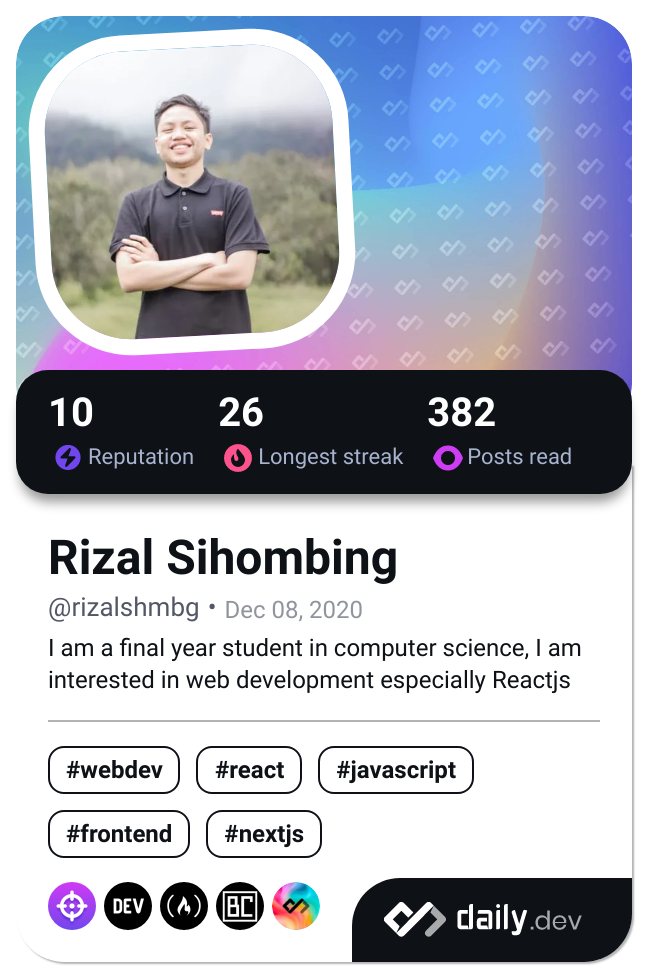 10 26 382
Reputation Longest streak Posts read
Rizal Sihombing
@rizalshmbg • Dec 08, 2020
I am a final year student in computer science, I am
interested in web development especially Reactjs
#webdev #react #javascript
#frontend #nextjs
DEV BC
daily.dev